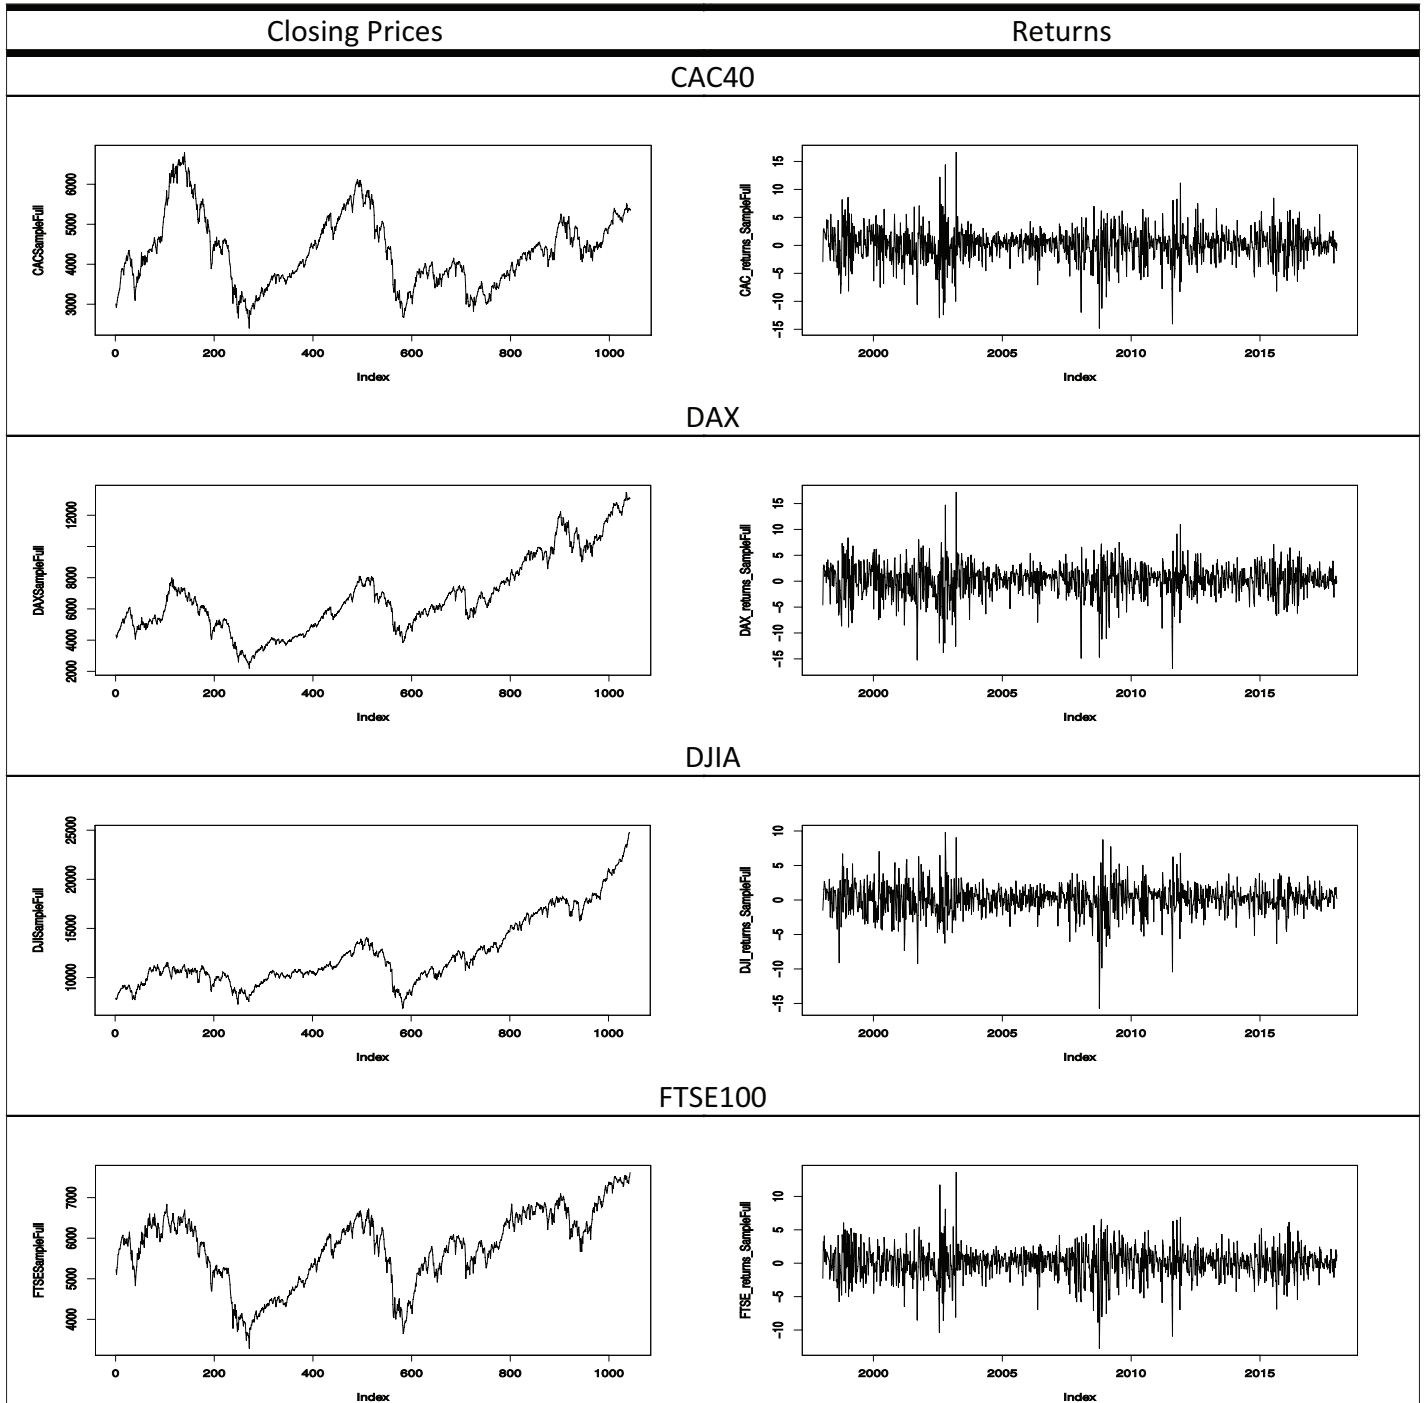 Closing Prices Returns
CAC40
CACSampleFull
3000 4000 5000 6000
0 200 400 600 800 1000
Index
CAC_returns_SampleFull
-15 -10 -5 0 5 10 15
2000 2005 2010 2015
Index
DAX
DAXSampleFull
2000 4000 6000 8000 12000
0 200 400 600 800 1000
Index
DAX_returns_SampleFull
-15 -10 -5 0 5 10 15
2000 2005 2010 2015
Index
DJIA
DJISampleFull
10000 15000 20000 25000
0 200 400 600 800 1000
Index
DJI_returns_SampleFull
-15 -10 -5 0 5 10
2000 2005 2010 2015
Index
FTSE100
FTSESampleFull
4000 5000 6000 7000
0 200 400 600 800 1000
Index
FTSE_returns_SampleFull
-10 -5 0 5 10
2000 2005 2010 2015
Index